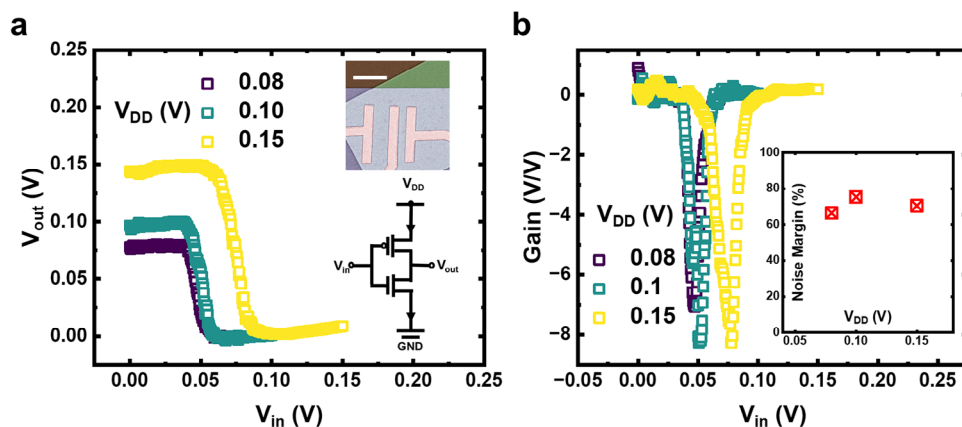 a
0.25
0.20
0.15
0.10
0.05
0.00
V_out (V)
0.00 0.05 0.10 0.15 0.20 0.25
V_in (V)
V_DD (V)
0.08
0.10
0.15
V_DD
V_in
V_out
GND
b
0
−2
−4
−6
−8
Gain (V/V)
−0.05 0.00 0.05 0.10 0.15 0.20 0.25
V_in (V)
V_DD (V)
0.08
0.1
0.15
100
80
60
40
20
0
Noise Margin (%)
V_DD (V)
0.05 0.10 0.15